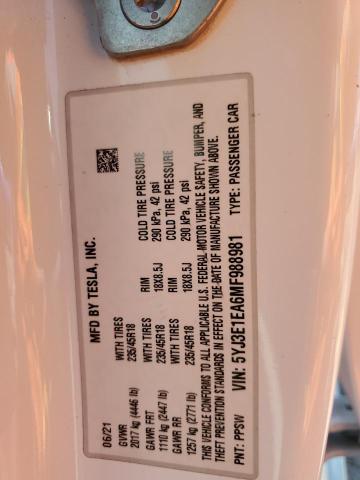 MFD BY TESLA, INC.
06/21
GVWR WITH TIRES RIM COLD TIRE PRESSURE
2017 kg (4446 lb) 235/45R18 18X8.5J 290 kPa, 42 psi
GAWR FRT WITH TIRES RIM COLD TIRE PRESSURE
1110 kg (2447 lb) 235/45R18 18X8.5J 290 kPa, 42 psi
GAWR RR
1257 kg (2771 lb) 235/45R18
THIS VEHICLE CONFORMS TO ALL APPLICABLE U.S. FEDERAL MOTOR VEHICLE SAFETY, BUMPER, AND
THEFT PREVENTION STANDARDS IN EFFECT ON THE DATE OF MANUFACTURE SHOWN ABOVE.
VIN: 5YJ3E1EA6MF988981 TYPE: PASSENGER CAR
PNT: PPSW